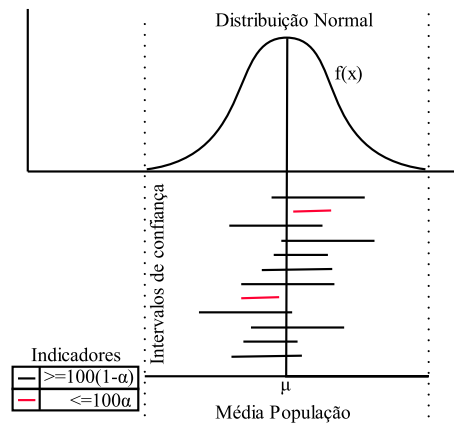 Distribuição Normal
f(x)
Intervalos de confiança
Indicadores
>=100(1-α)
<=100α
μ
Média População